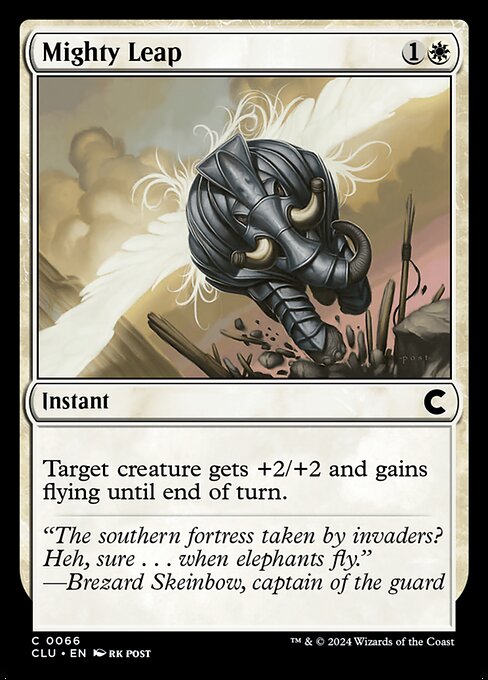 Mighty Leap 1
post
Instant
Target creature gets +2/+2 and gains
flying until end of turn.
“The southern fortress taken by invaders?
Heh, sure . . . when elephants fly.”
—Brezard Skeinbow, captain of the guard
C 0066
CLU • EN RK POST
™ & © 2024 Wizards of the Coast